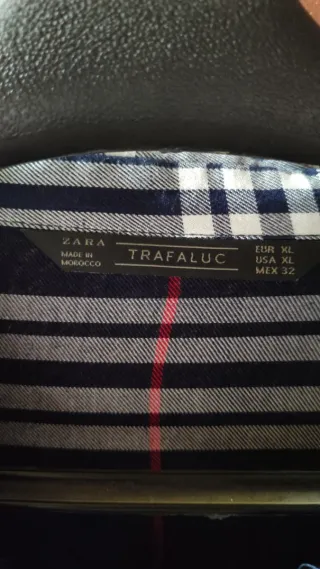 ZARA
MADE IN
MOROCCO
TRAFALUC
EUR XL
USA XL
MEX 32